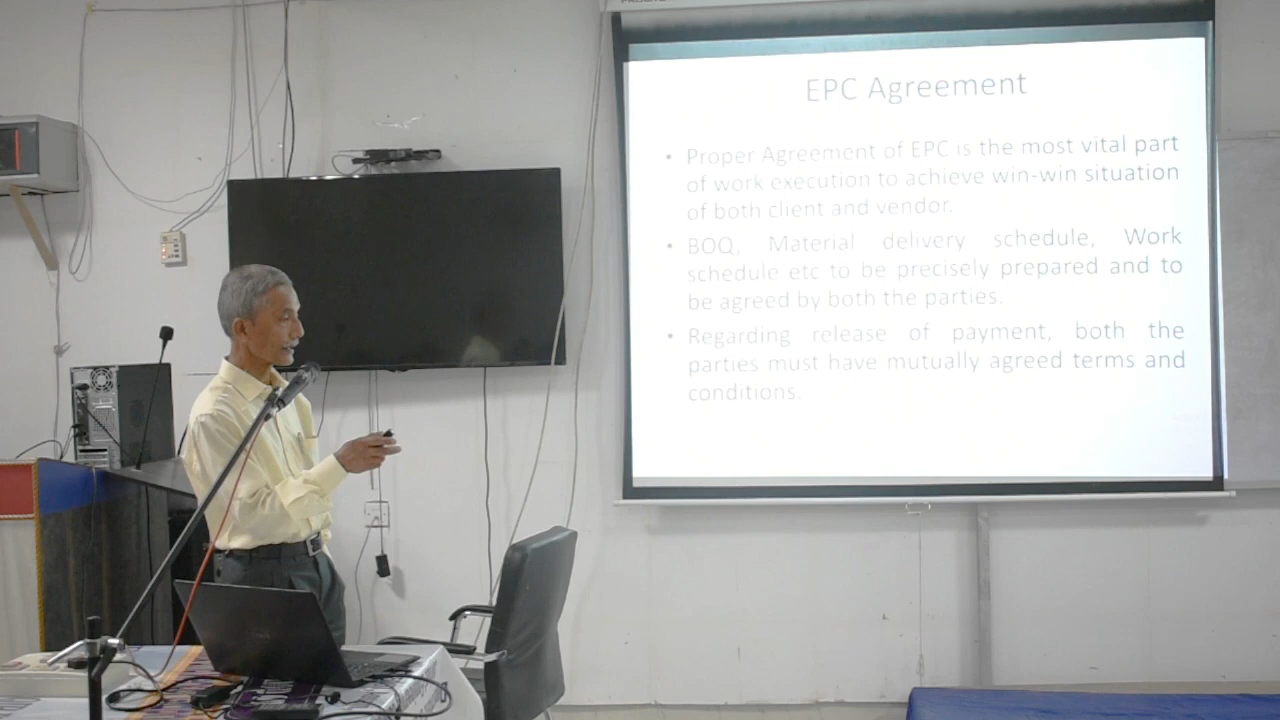 EPC Agreement
• Proper Agreement of EPC is the most vital part
of work execution to achieve win-win situation
of both client and vendor.
• BOQ, Material delivery schedule, Work
schedule etc to be precisely prepared and to
be agreed by both the parties.
• Regarding release of payment, both the
parties must have mutually agreed terms and
conditions.